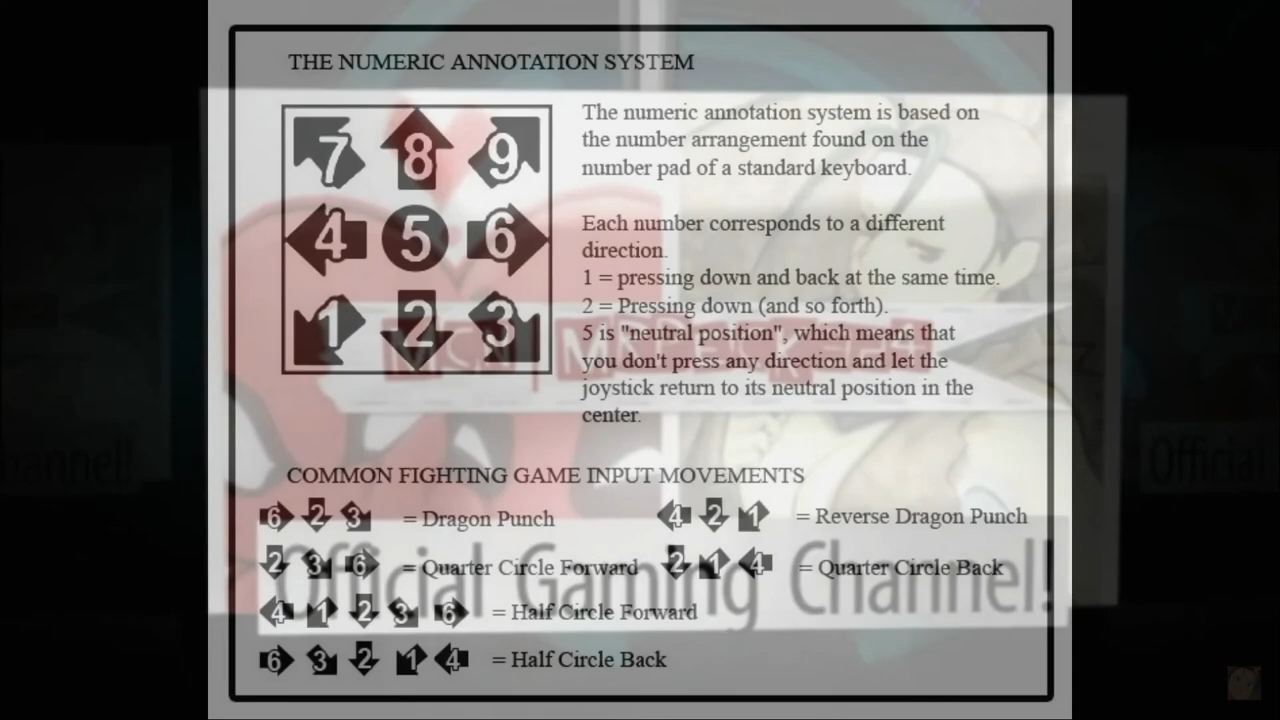 THE NUMERIC ANNOTATION SYSTEM
7 8 9
4 5 6
1 2 3
The numeric annotation system is based on
the number arrangement found on the
number pad of a standard keyboard.
Each number corresponds to a different
direction.
1 = pressing down and back at the same time.
2 = Pressing down (and so forth).
5 is "neutral position", which means that
you don't press any direction and let the
joystick return to its neutral position in the
center.
COMMON FIGHTING GAME INPUT MOVEMENTS
6 2 3 = Dragon Punch
4 2 1 = Reverse Dragon Punch
2 3 6 = Quarter Circle Forward
2 1 4 = Quarter Circle Back
4 1 2 3 6 = Half Circle Forward
6 3 2 1 4 = Half Circle Back
Official Gaming Channel!
hannel!
Official